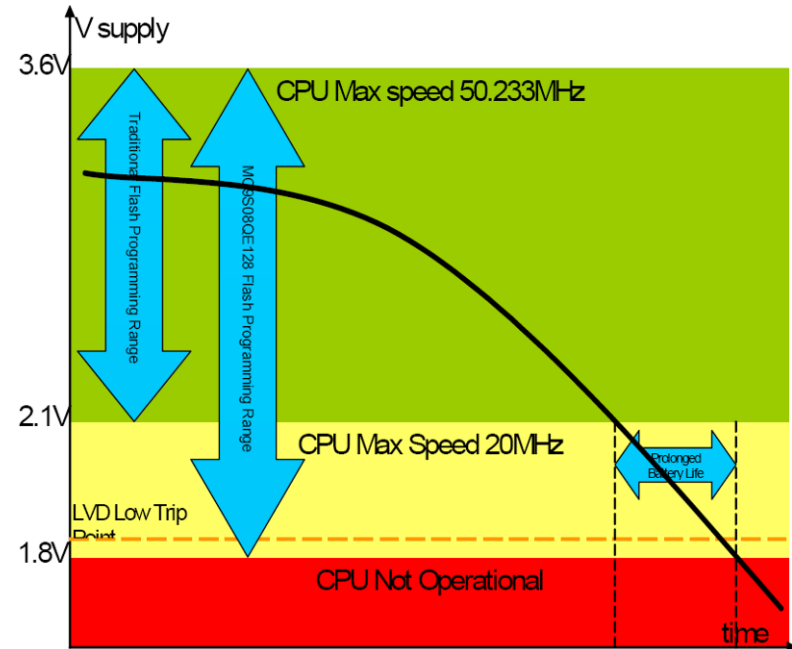 V supply
3.6V
CPU Max speed 50.233MHz
Traditional Flash Programming Range
MC9S08QE128 Flash Programming Range
2.1V
CPU Max Speed 20MHz
Prolonged
Battery Life
LVD Low Trip
Point
1.8V
CPU Not Operational
time